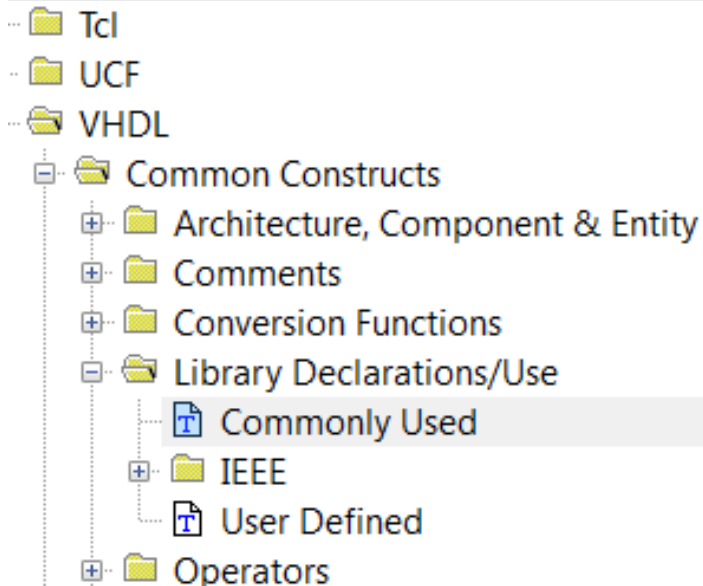 Tcl
UCF
VHDL
Common Constructs
Architecture, Component & Entity
Comments
Conversion Functions
Library Declarations/Use
Commonly Used
IEEE
User Defined
Operators